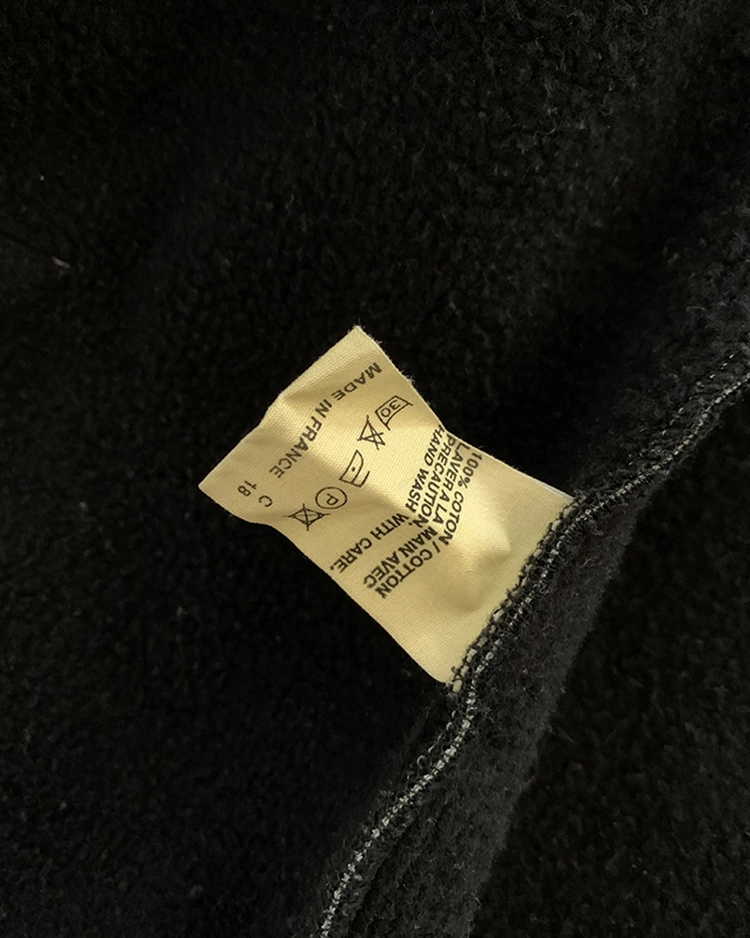 100% COTON / COTTON
LAVER A LA MAIN AVEC
PRECAUTION.
HAND WASH WITH CARE.
30 P
MADE IN FRANCE
C
18